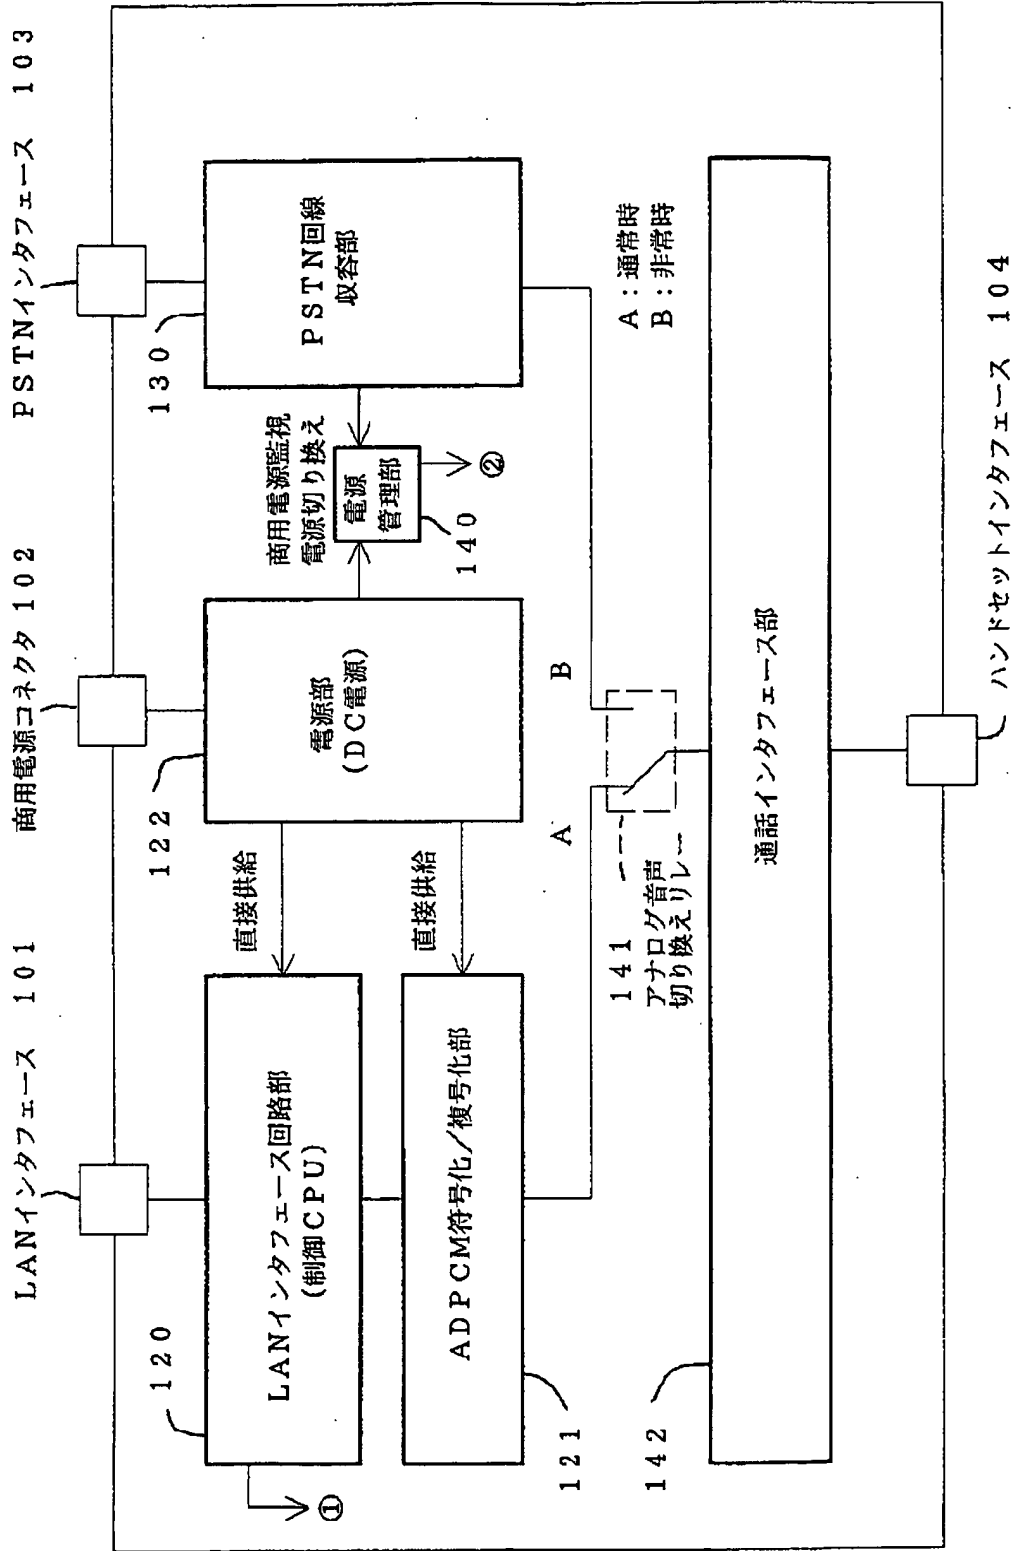 LANインタフェース 101
商用電源コネクタ102
PSTNインタフェース 103
120
LANインタフェース回路部
(制御CPU)
直接供給
122
電源部
(DC電源)
商用電源監視
電源切り換え
電源
管理部
140
②
130
PSTN回線
収容部
①
ADPCM符号化/複号化部
121
直接供給
A
B
141
アナログ音声
切り換えリレー
A:通常時
B:非常時
142
通話インタフェース部
ハンドセットインタフェース 104